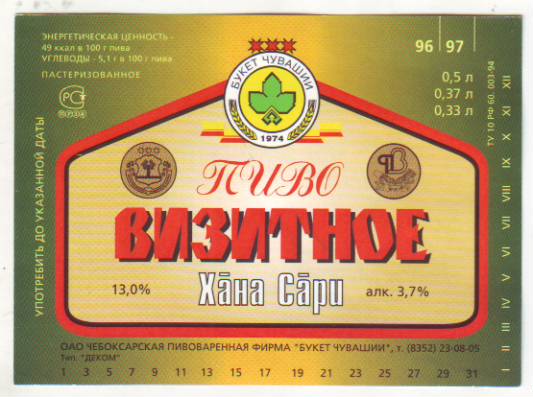 ЭНЕРГЕТИЧЕСКАЯ ЦЕННОСТЬ -
49 ккал в 100 г пива
УГЛЕВОДЫ - 5,1 г в 100 г пива
ПАСТЕРИЗОВАННОЕ
96 97
0,5 л
0,37 л
0,33 л
БУКЕТ ЧУВАШИИ
1974
ПИВО
ВИЗИТНОЕ
Хӑна Сӑри
13,0%
алк. 3,7%
УПОТРЕБИТЬ ДО УКАЗАННОЙ ДАТЫ
ТУ 10 РФ 60. 003-94
I II III IV V VI VII VIII IX X XI XII
ОАО ЧЕБОКСАРСКАЯ ПИВОВАРЕННАЯ ФИРМА "БУКЕТ ЧУВАШИИ", т. (8352) 23-08-05
Тип. "ДЕКОМ"
1 3 5 7 9 11 13 15 17 19 21 23 25 27 29 31